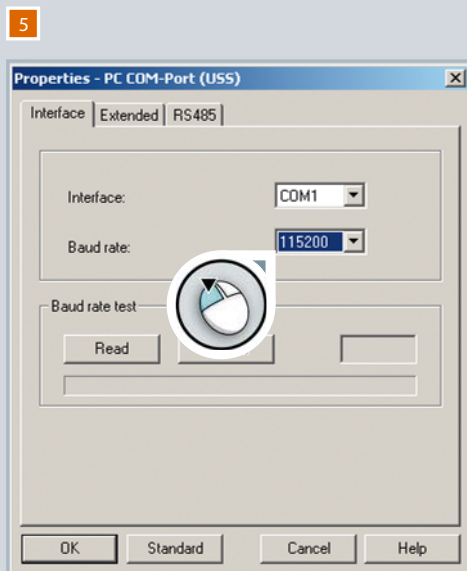 5
Properties - PC COM-Port (USS)
Interface Extended RS485
Interface: COM1
Baud rate: 115200
Baud rate test
Read
OK Standard Cancel Help